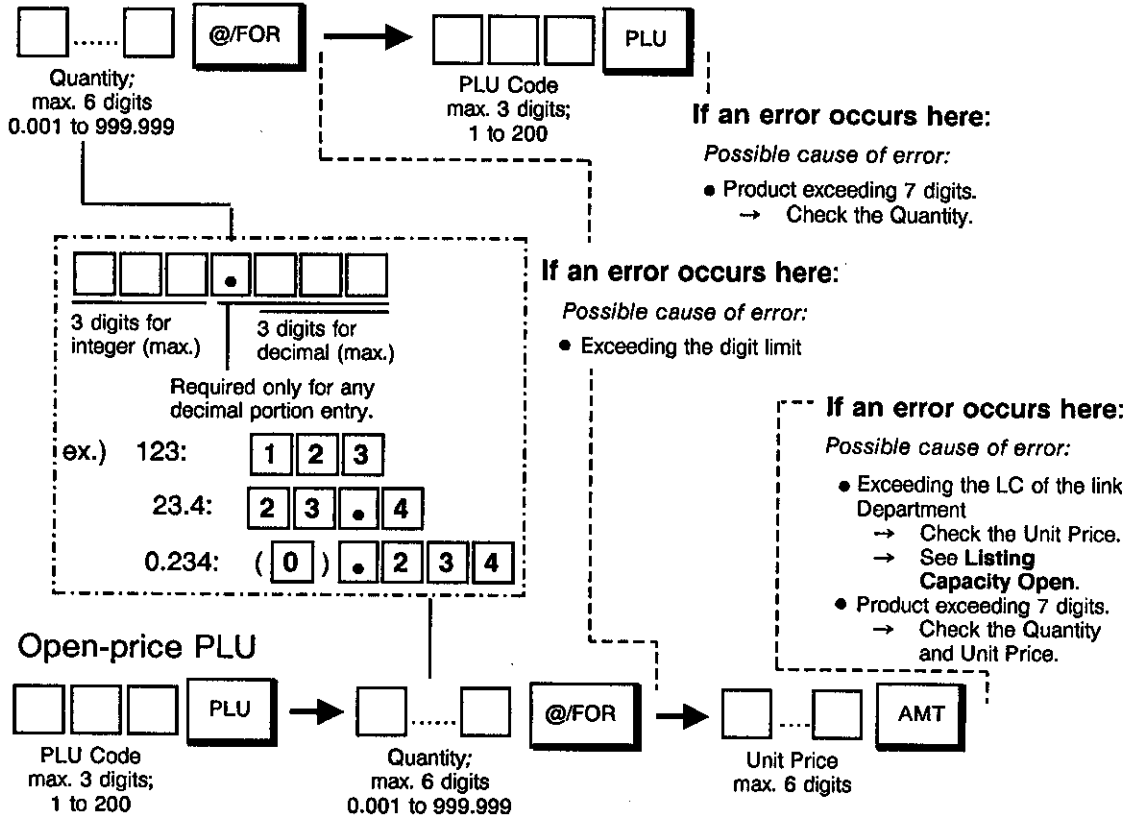 @/FOR
PLU
Quantity;
max. 6 digits
0.001 to 999.999
PLU Code
max. 3 digits;
1 to 200
If an error occurs here:
Possible cause of error:
• Product exceeding 7 digits.
→ Check the Quantity.
3 digits for
integer (max.)
3 digits for
decimal (max.)
Required only for any
decimal portion entry.
ex.) 123: 1 2 3
23.4: 2 3 . 4
0.234: ( 0 ) . 2 3 4
If an error occurs here:
Possible cause of error:
• Exceeding the digit limit
If an error occurs here:
Possible cause of error:
• Exceeding the LC of the link
Department
→ Check the Unit Price.
→ See Listing
Capacity Open.
• Product exceeding 7 digits.
→ Check the Quantity
and Unit Price.
Open-price PLU
PLU
@/FOR
AMT
PLU Code
max. 3 digits;
1 to 200
Quantity;
max. 6 digits
0.001 to 999.999
Unit Price
max. 6 digits